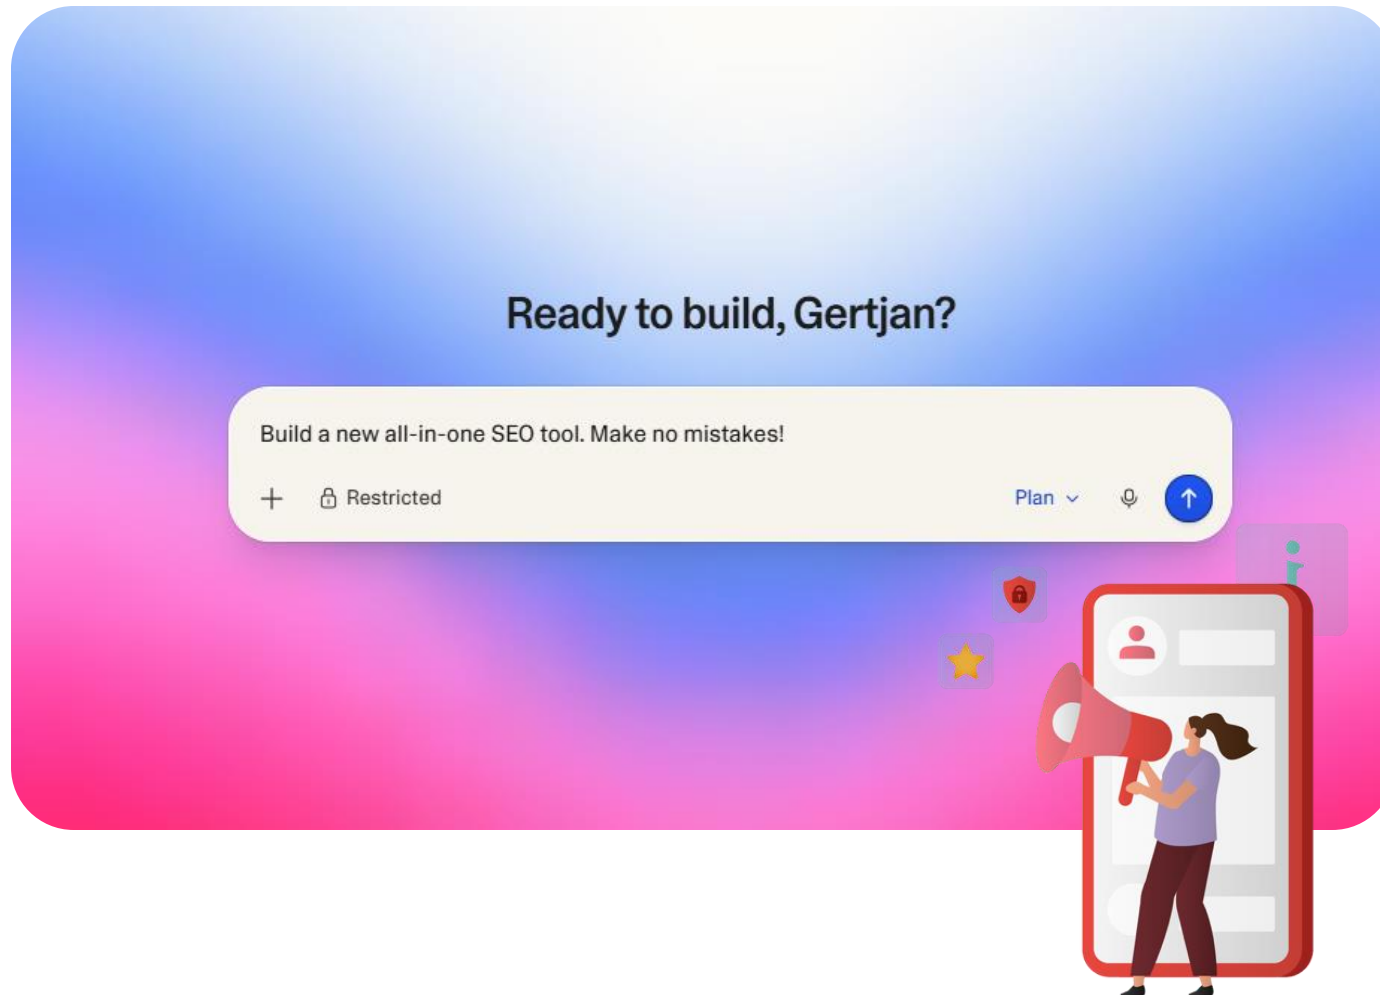 Ready to build, Gertjan?
Build a new all-in-one SEO tool. Make no mistakes!
Restricted
Plan